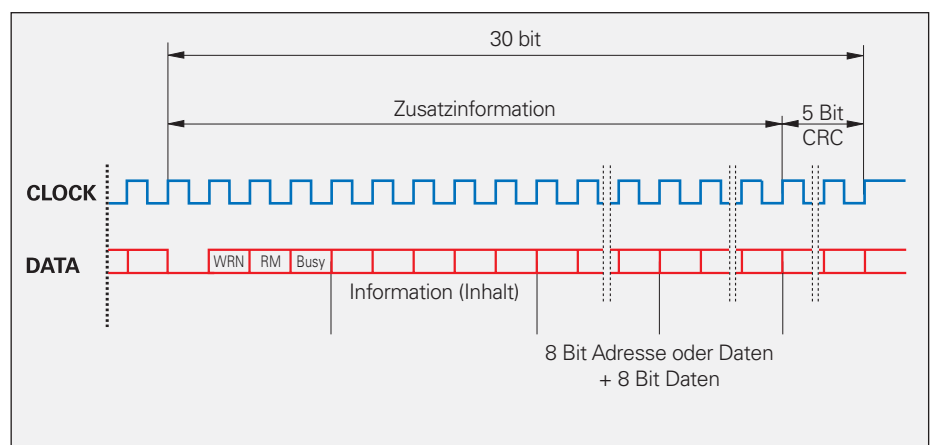 30 bit
Zusatzinformation
5 Bit
CRC
CLOCK
DATA
WRN
RM
Busy
Information (Inhalt)
8 Bit Adresse oder Daten
+ 8 Bit Daten